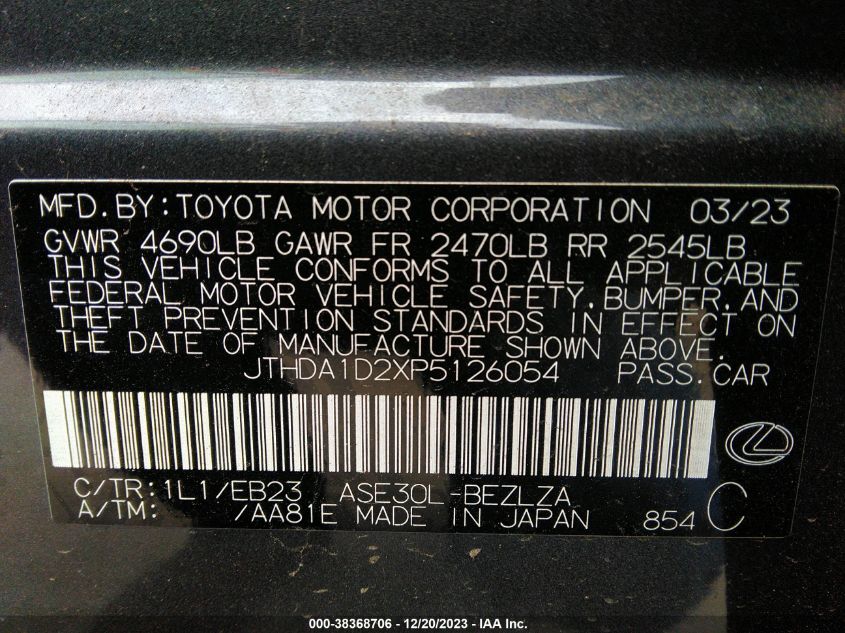 MFD.BY:TOYOTA MOTOR CORPORATION 03/23
GVWR 4690LB GAWR FR 2470LB RR 2545LB
THIS VEHICLE CONFORMS TO ALL APPLICABLE
FEDERAL MOTOR VEHICLE SAFETY,BUMPER,AND
THEFT PREVENTION STANDARDS IN EFFECT ON
THE DATE OF MANUFACTURE SHOWN ABOVE.
JTHDA1D2XP5126054 PASS.CAR
C/TR:1L1/EB23 ASE30L-BEZLZA
A/TM: /AA81E MADE IN JAPAN 854 C
000-38368706 - 12/20/2023 - © IAA Inc.